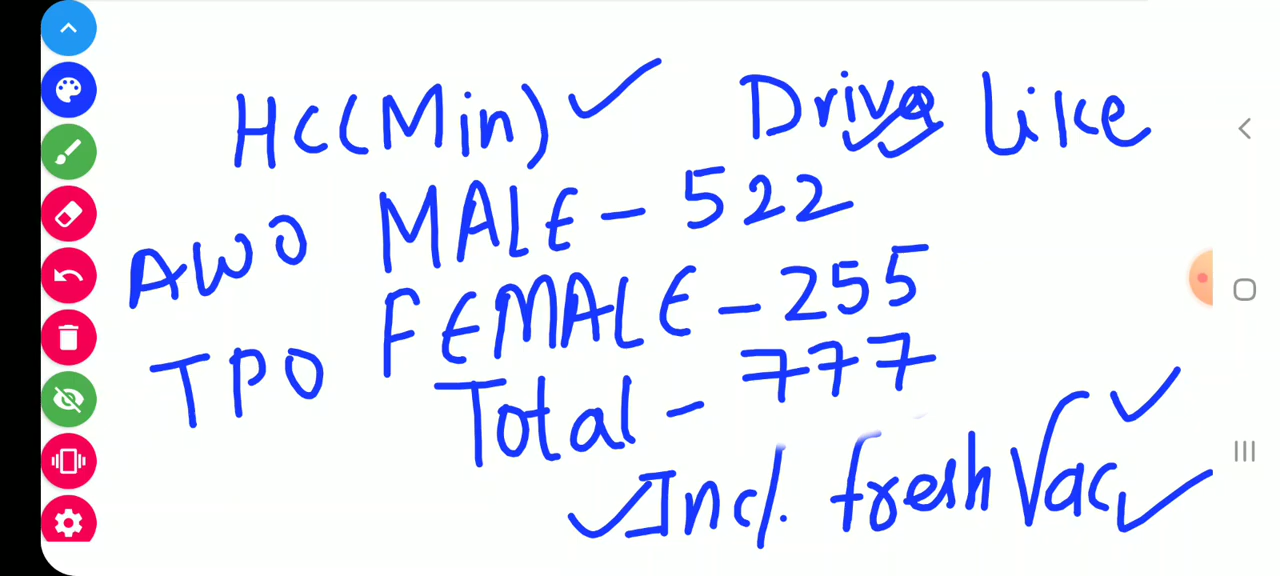 HC(Min) Drive like
AWO MALE - 522
TPO FEMALE - 255
Total - 777
Incl. fresh Vac